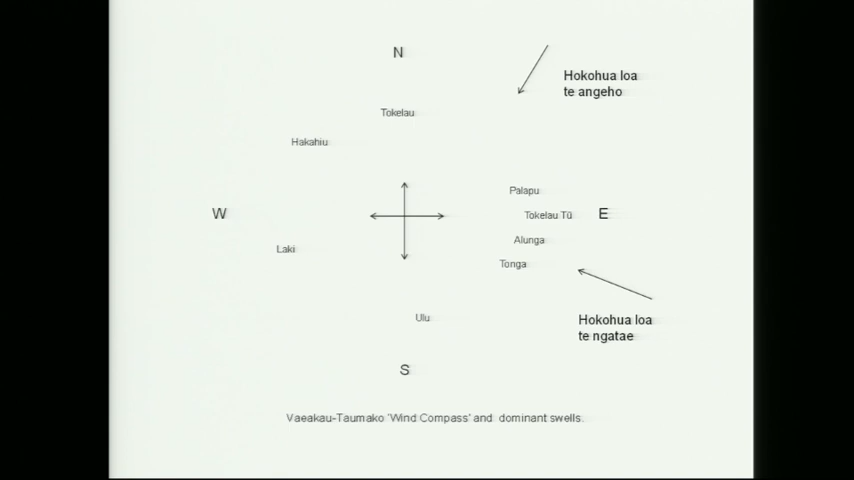 N
Hokohua loa
te angeho
Tokelau
Hakahiu
Palapu
W
Tokelau Tū
E
Alunga
Laki
Tonga
Ulu
Hokohua loa
te ngatae
S
Vaeakau-Taumako 'Wind Compass' and dominant swells.